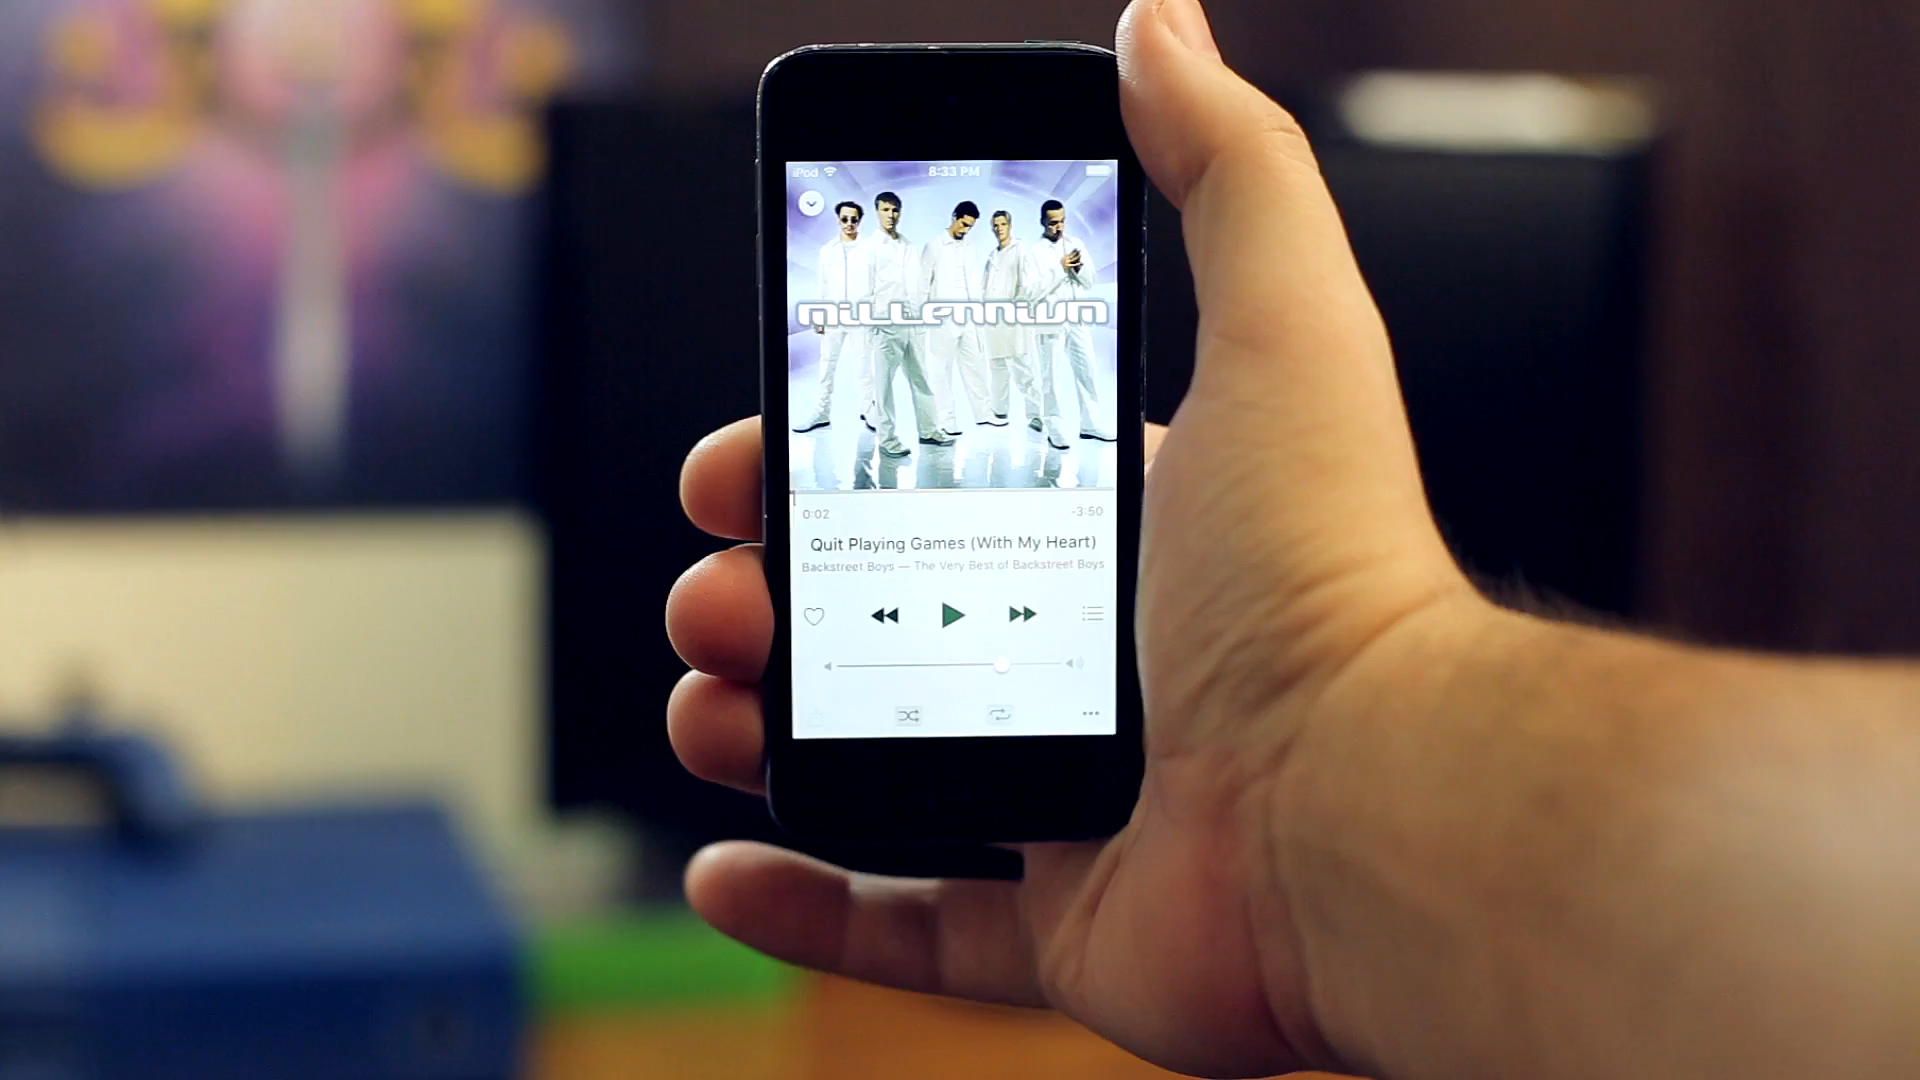 iPod 8:33 PM
millennium
0:02 -3:50
Quit Playing Games (With My Heart)
Backstreet Boys — The Very Best of Backstreet Boys